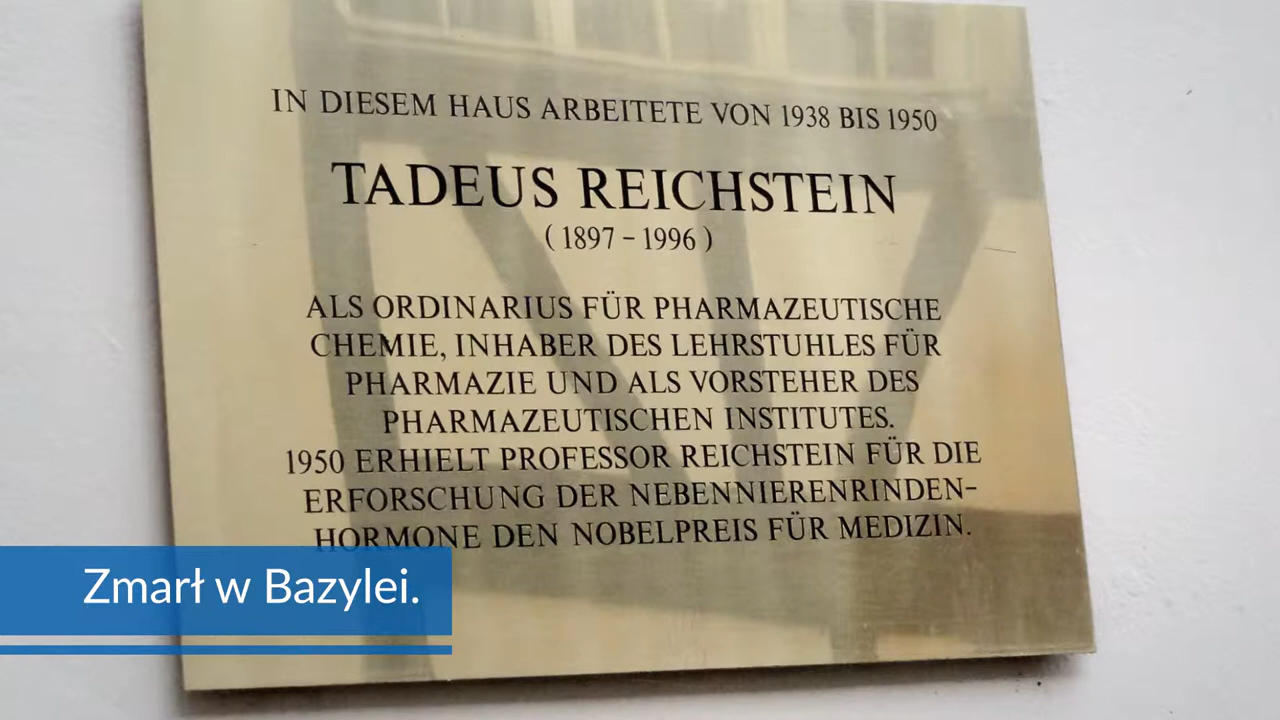 IN DIESEM HAUS ARBEITETE VON 1938 BIS 1950
TADEUS REICHSTEIN
( 1897 – 1996 )
ALS ORDINARIUS FÜR PHARMAZEUTISCHE
CHEMIE, INHABER DES LEHRSTUHLES FÜR
PHARMAZIE UND ALS VORSTEHER DES
PHARMAZEUTISCHEN INSTITUTES.
1950 ERHIELT PROFESSOR REICHSTEIN FÜR DIE
ERFORSCHUNG DER NEBENNIERENRINDEN–
HORMONE DEN NOBELPREIS FÜR MEDIZIN.
Zmarł w Bazylei.